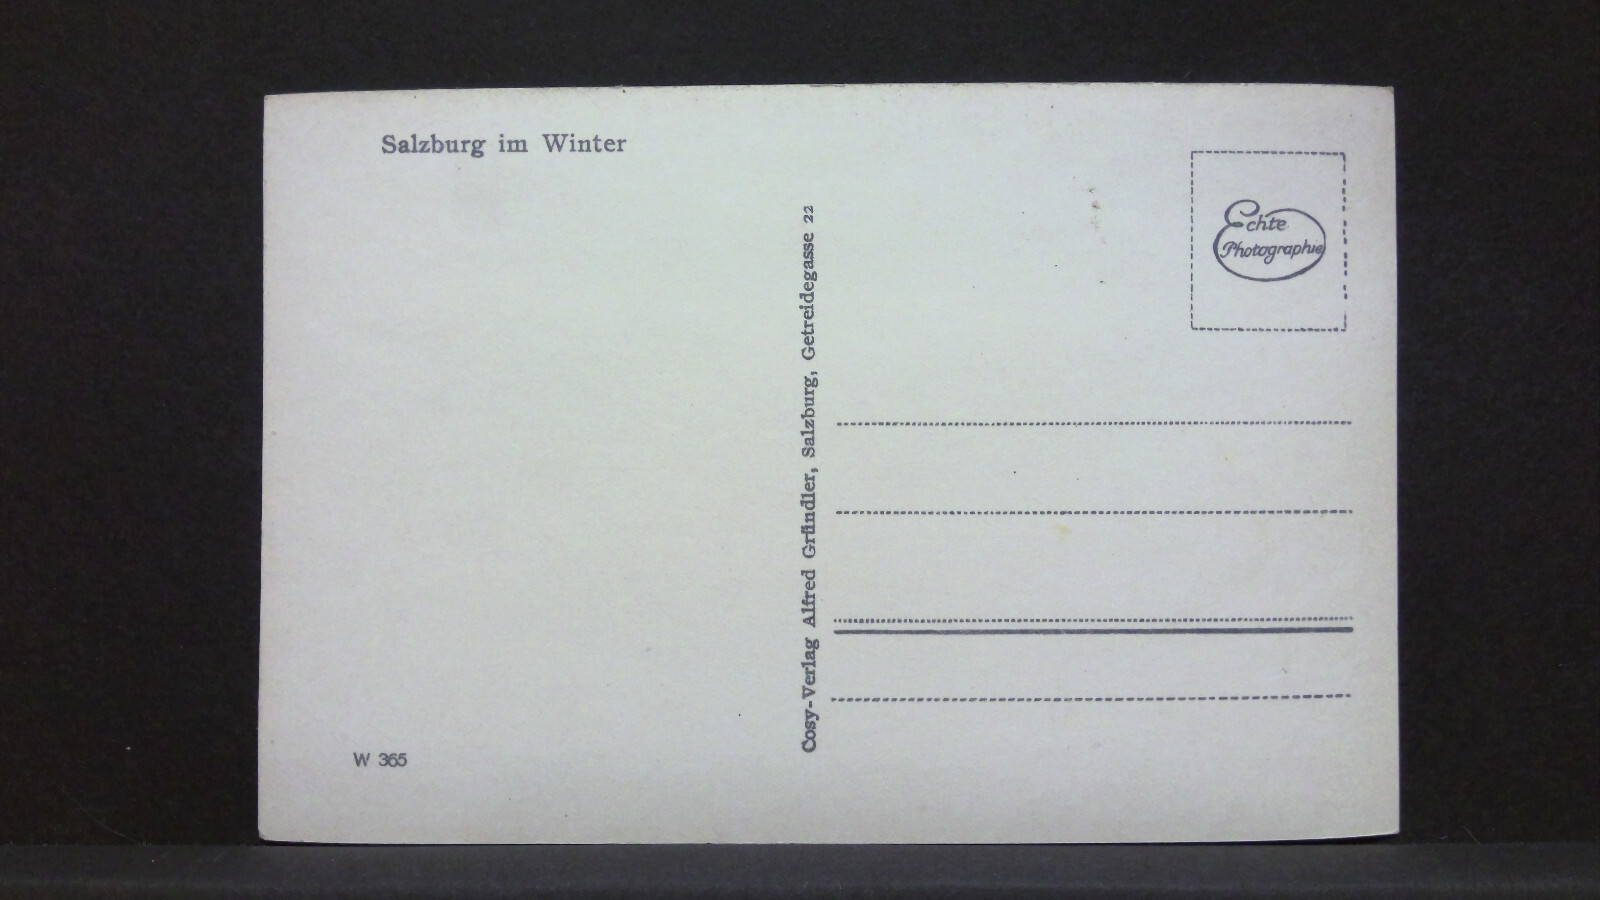 Salzburg im Winter
Echte
Photographie
Cosy-Verlag Alfred Gründler, Salzburg, Getreidegasse 22
W 365